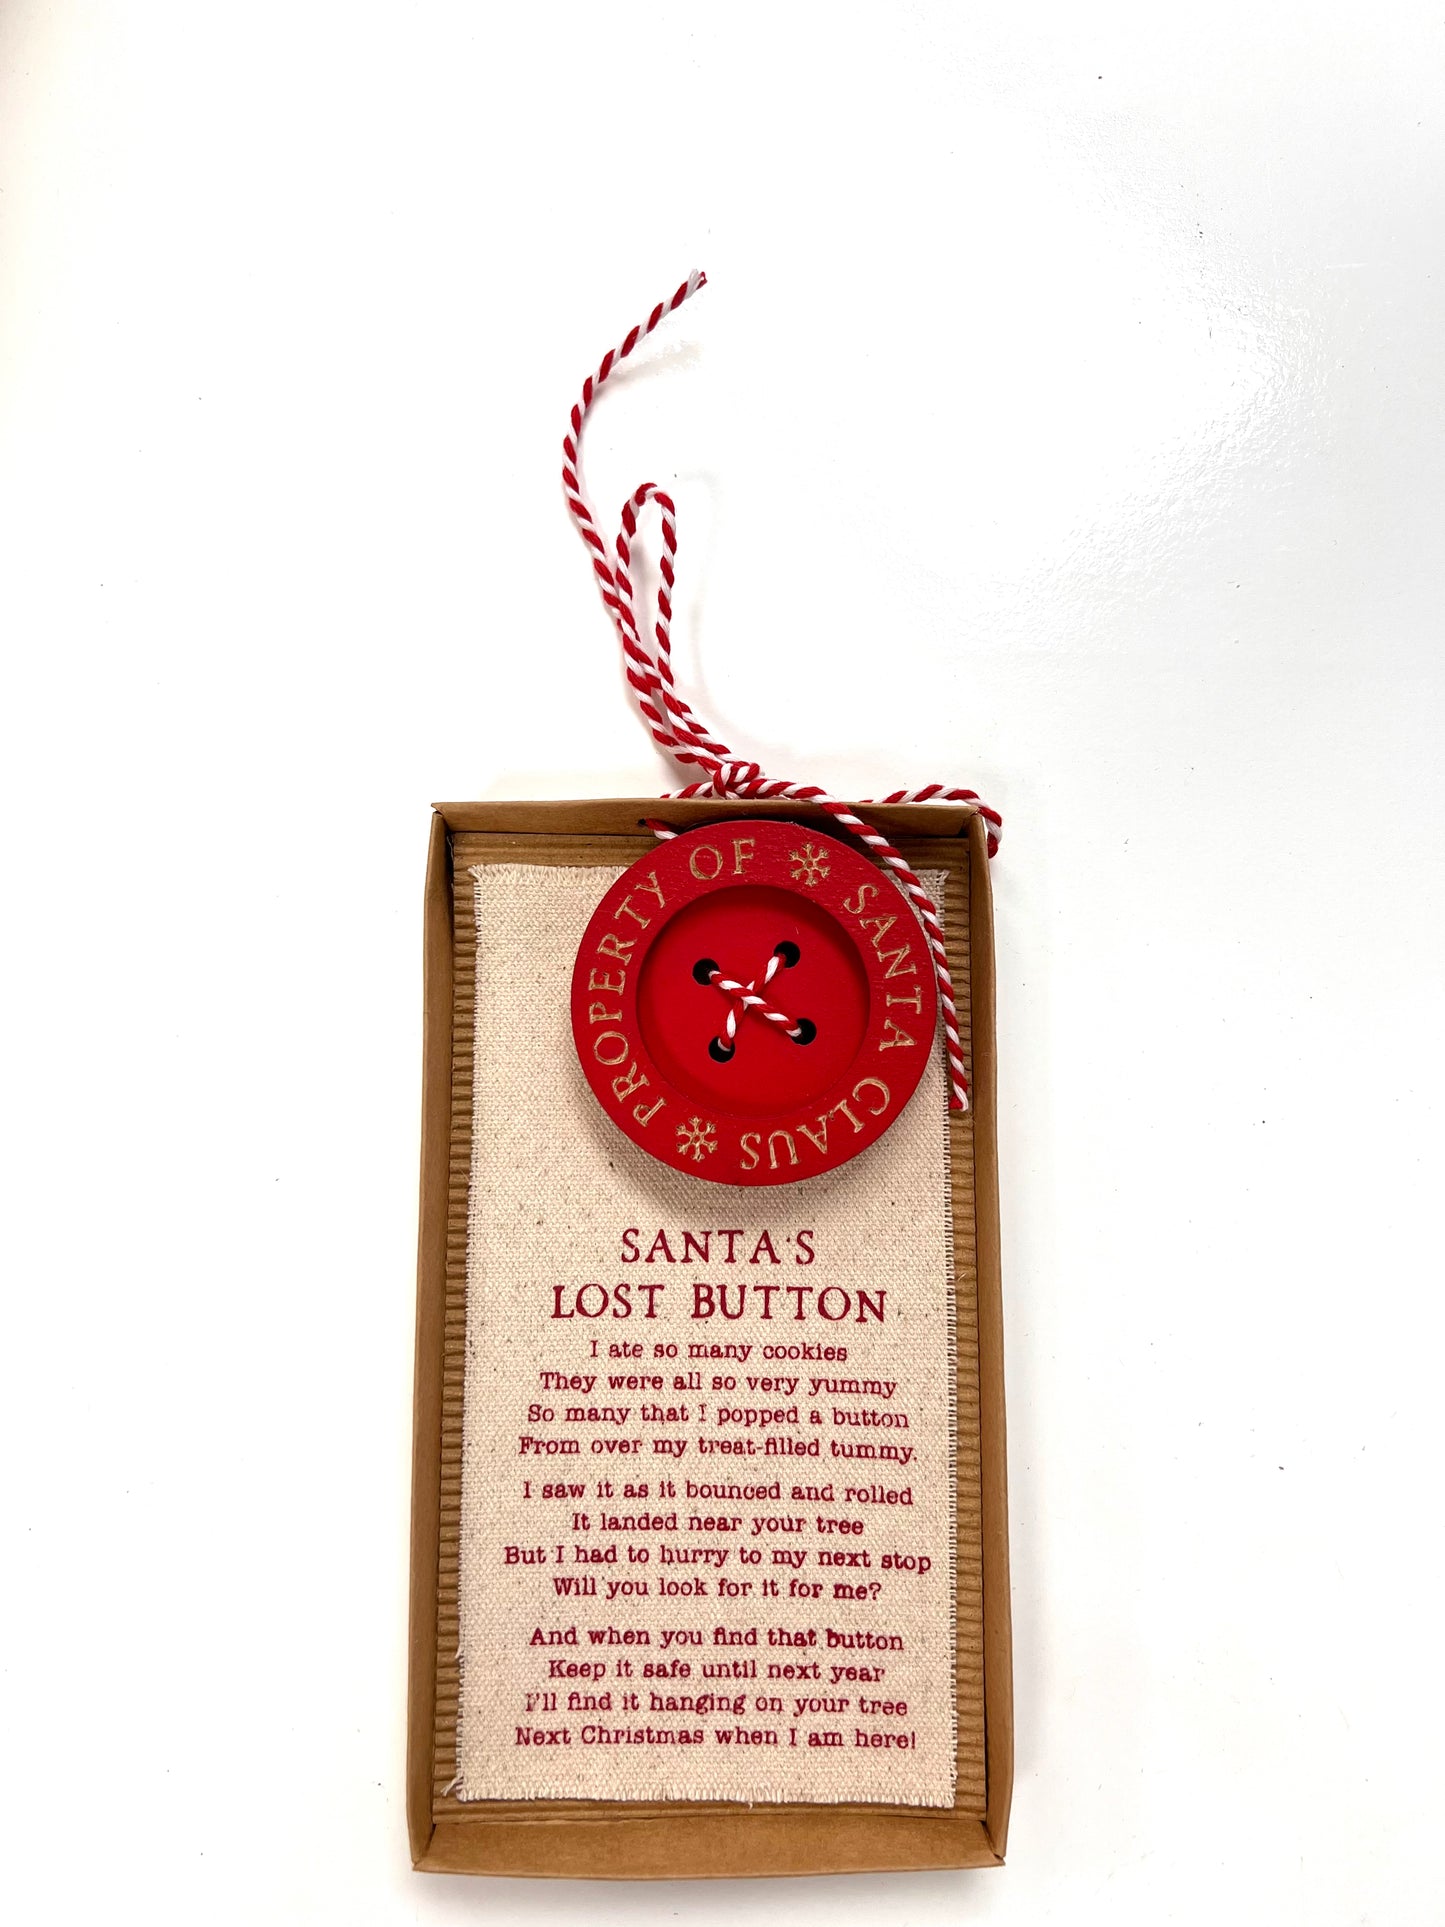 PROPERTY OF SANTA CLAUS
SANTA'S
LOST BUTTON
I ate so many cookies
They were all so very yummy
So many that I popped a button
From over my treat-filled tummy.
I saw it as it bounced and rolled
It landed near your tree
But I had to hurry to my next stop
Will you look for it for me?
And when you find that button
Keep it safe until next year
I'll find it hanging on your tree
Next Christmas when I am here!